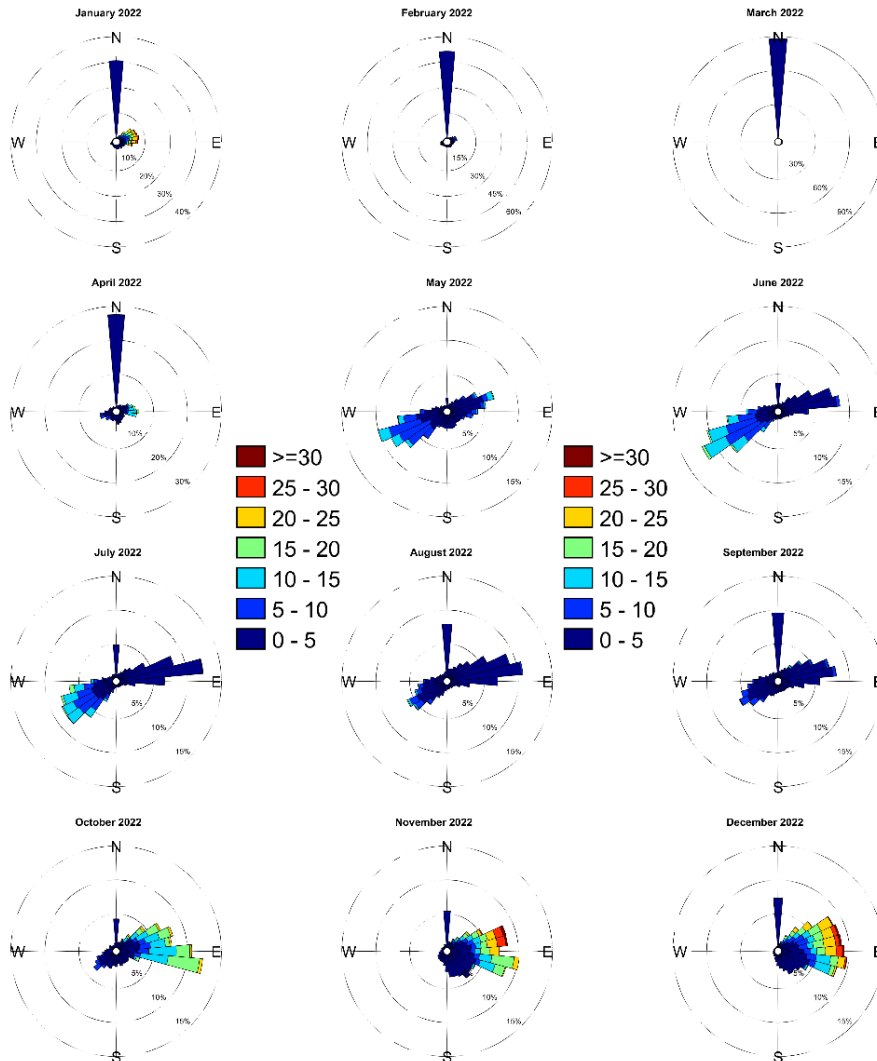 January 2022 February 2022 March 2022
N N N
W E W E W E
10% 15% 30%
20% 30% 60%
30% 45% 90%
40% 60%
S S S
April 2022 May 2022 June 2022
N N N
W E W E W E
10% 5% 5%
20% 10% 10%
30% 15% 15%
S S S
>=30 >=30
25 - 30 25 - 30
20 - 25 20 - 25
15 - 20 15 - 20
10 - 15 10 - 15
5 - 10 5 - 10
0 - 5 0 - 5
July 2022 August 2022 September 2022
N N N
W E W E W E
5% 5% 5%
10% 10% 10%
15% 15% 15%
S S S
October 2022 November 2022 December 2022
N N N
W E W E W E
5% 5% 5%
10% 10% 10%
15% 15% 15%
S S S